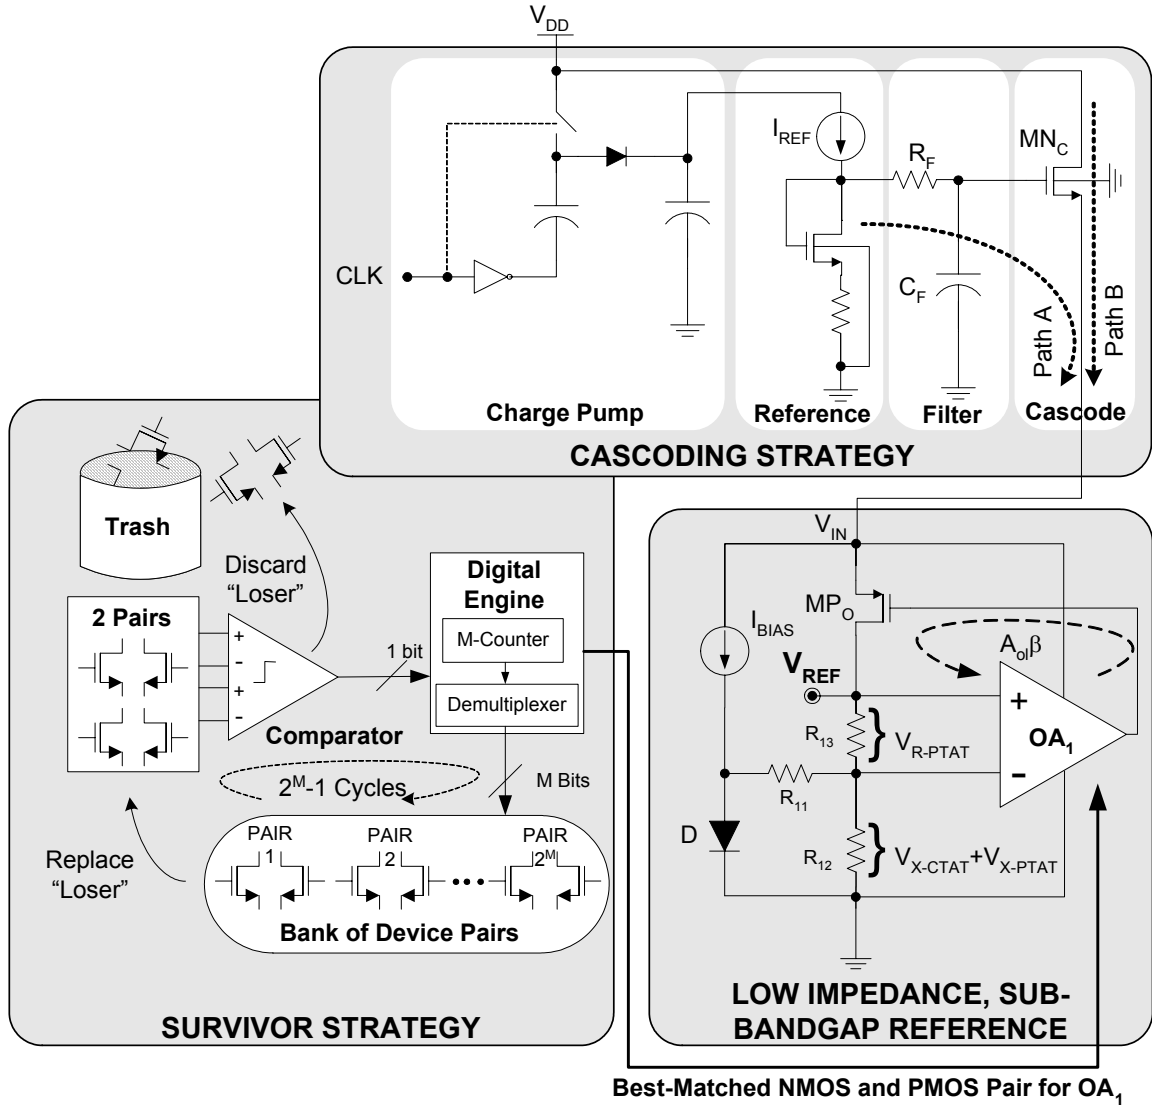 V_DD
I_REF
R_F
MN_C
CLK
C_F
Path A
Path B
Charge Pump
Reference
Filter
Cascode
CASCODING STRATEGY
Trash
Discard
“Loser”
2 Pairs
+
-
+
-
Comparator
1 bit
Digital
Engine
M-Counter
Demultiplexer
2^M-1 Cycles
M Bits
Replace
“Loser”
PAIR
1
PAIR
2
PAIR
2^M
Bank of Device Pairs
SURVIVOR STRATEGY
V_IN
MP_O
I_BIAS
A_olβ
V_REF
+
-
OA_1
R_13
V_R-PTAT
R_11
D
R_12
V_X-CTAT+V_X-PTAT
LOW IMPEDANCE, SUB-
BANDGAP REFERENCE
Best-Matched NMOS and PMOS Pair for OA_1